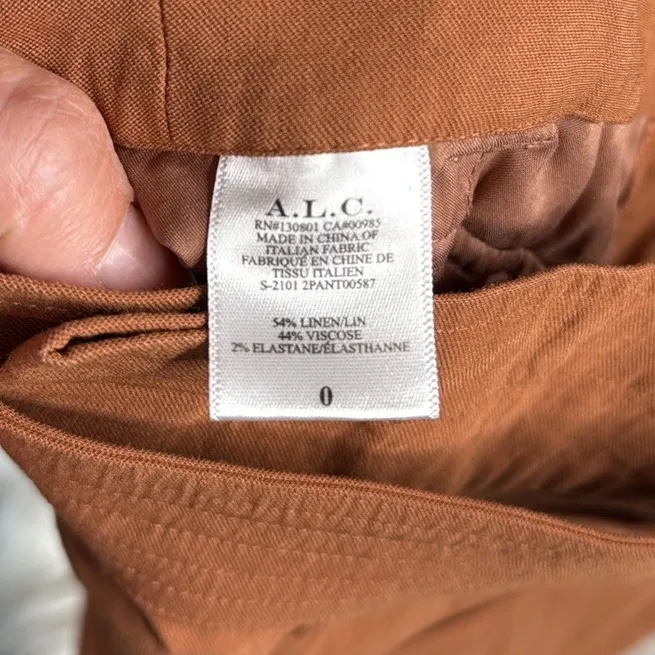 A.L.C.
RN#130801 CA#00985
MADE IN CHINA OF
ITALIAN FABRIC
FABRIQUÉ EN CHINE DE
TISSU ITALIEN
S-2101 2PANT00587
54% LINEN/LIN
44% VISCOSE
2% ELASTANE/ÉLASTHANNE
0